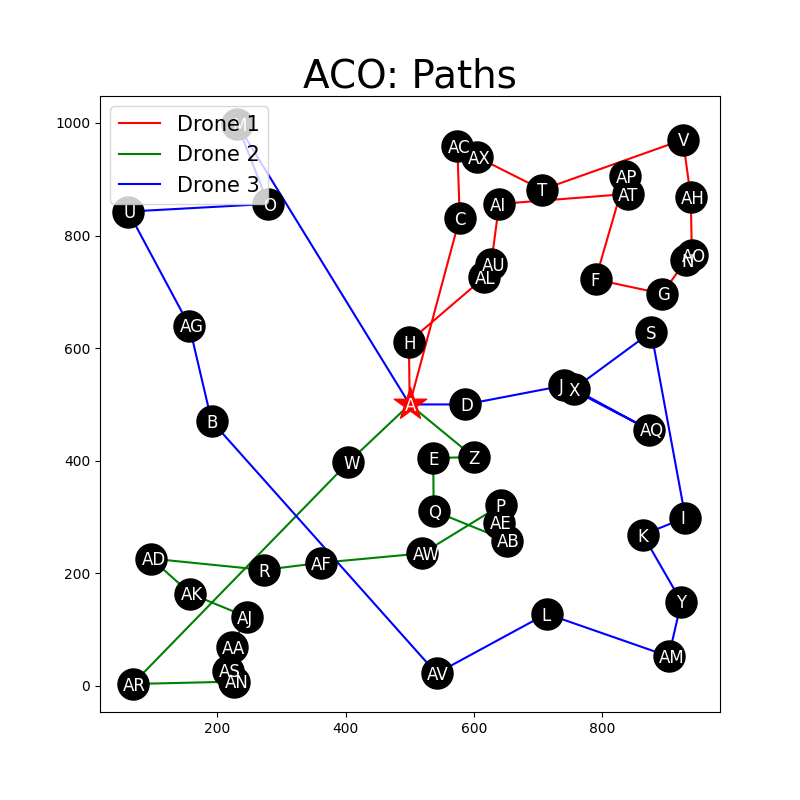 ACO: Paths
1000
800
600
400
200
0
200
400
600
800
Drone 1
Drone 2
Drone 3
M
AC
AX
V
T
AP
AT
AH
U
O
AI
C
AU
AL
AO
N
F
G
AG
H
S
J
X
A
D
B
AQ
W
E
Z
Q
P
AE
AB
I
K
AD
R
AF
AW
AK
AJ
Y
L
AA
AS
AN
AR
AV
AM